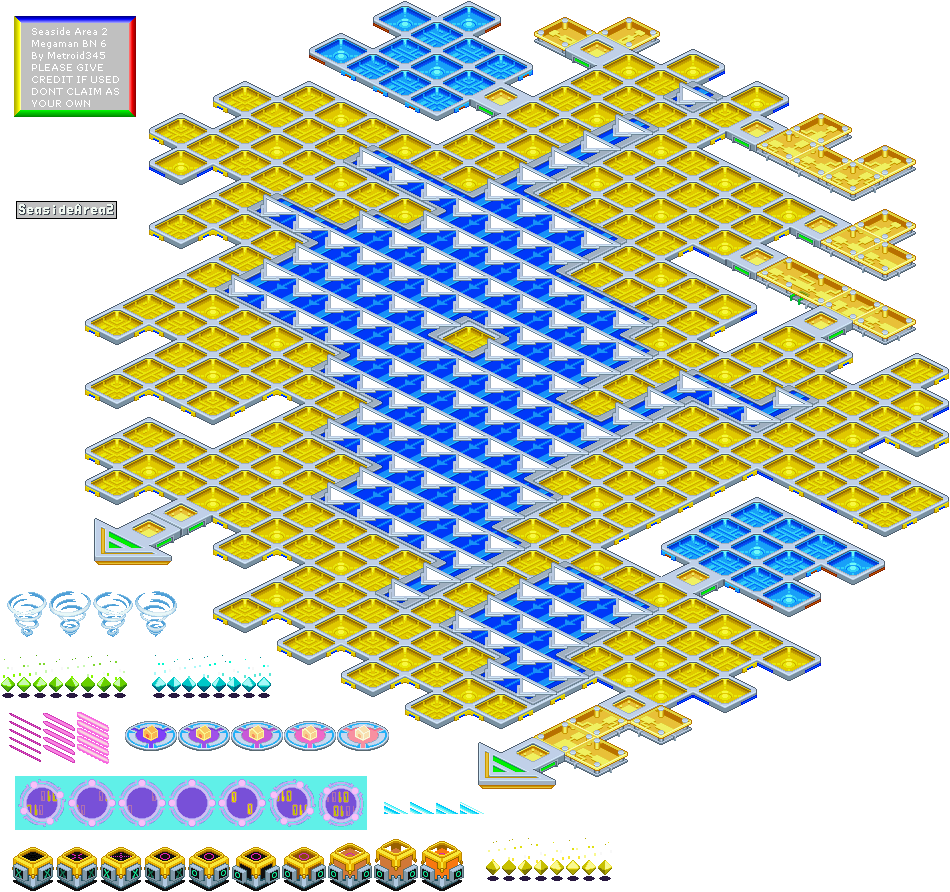 Seaside Area 2
Megaman BN 6
By Metroid345
PLEASE GIVE
CREDIT IF USED
DONT CLAIM AS
YOUR OWN
SeasideArea2